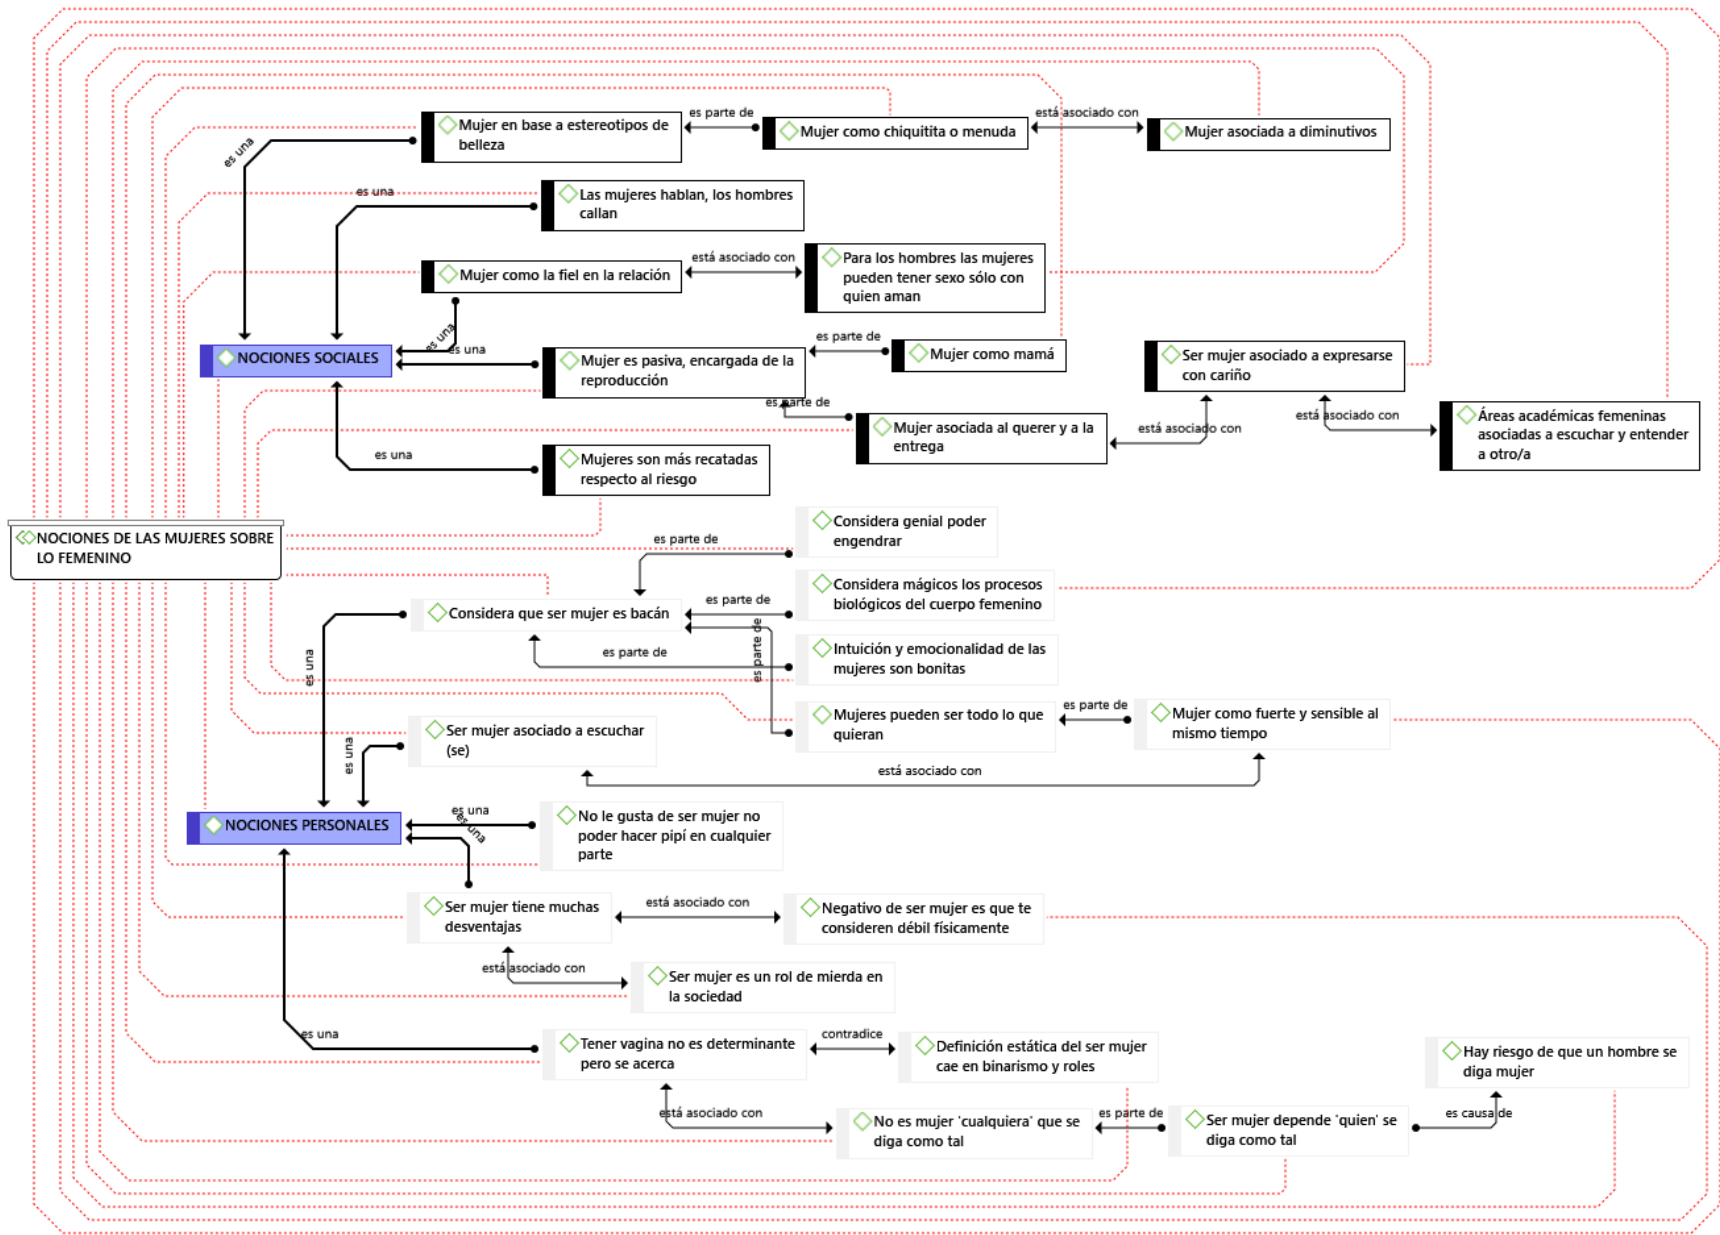 es parte de
está asociado con
Mujer en base a estereotipos de
belleza
Mujer como chiquitita o menuda
Mujer asociada a diminutivos
es una
es una
Las mujeres hablan, los hombres
callan
Mujer como la fiel en la relación
está asociado con
Para los hombres las mujeres
pueden tener sexo sólo con
quien aman
es una
es una
NOCIONES SOCIALES
Mujer es pasiva, encargada de la
reproducción
es parte de
Mujer como mamá
Ser mujer asociado a expresarse
con cariño
es parte de
Mujer asociada al querer y a la
entrega
está asociado con
está asociado con
Áreas académicas femeninas
asociadas a escuchar y entender
a otro/a
es una
Mujeres son más recatadas
respecto al riesgo
NOCIONES DE LAS MUJERES SOBRE
LO FEMENINO
es parte de
Considera genial poder
engendrar
Considera que ser mujer es bacán
es parte de
Considera mágicos los procesos
biológicos del cuerpo femenino
es parte de
es parte de
Intuición y emocionalidad de las
mujeres son bonitas
es una
Mujeres pueden ser todo lo que
quieran
es parte de
Mujer como fuerte y sensible al
mismo tiempo
Ser mujer asociado a escuchar
(se)
es una
está asociado con
NOCIONES PERSONALES
es una
es una
No le gusta de ser mujer no
poder hacer pipí en cualquier
parte
Ser mujer tiene muchas
desventajas
está asociado con
Negativo de ser mujer es que te
consideren débil físicamente
está asociado con
Ser mujer es un rol de mierda en
la sociedad
es una
Tener vagina no es determinante
pero se acerca
contradice
Definición estática del ser mujer
cae en binarismo y roles
Hay riesgo de que un hombre se
diga mujer
está asociado con
No es mujer 'cualquiera' que se
diga como tal
es parte de
Ser mujer depende 'quien' se
diga como tal
es causa de